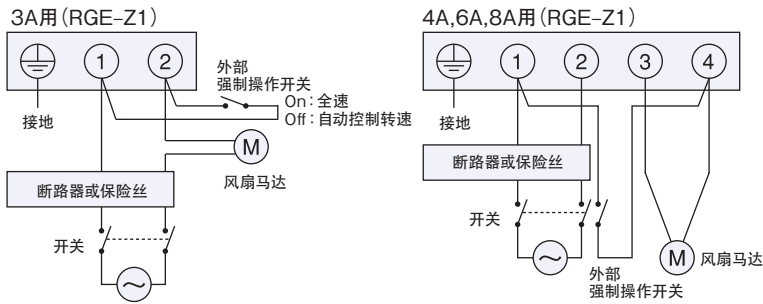 3A用（RGE-Z1）
1
2
接地
外部
强制操作开关
On：全速
Off：自动控制转速
M
风扇马达
断路器或保险丝
开关
4A,6A,8A用（RGE-Z1）
1
2
3
4
接地
断路器或保险丝
开关
外部
强制操作开关
M
风扇马达